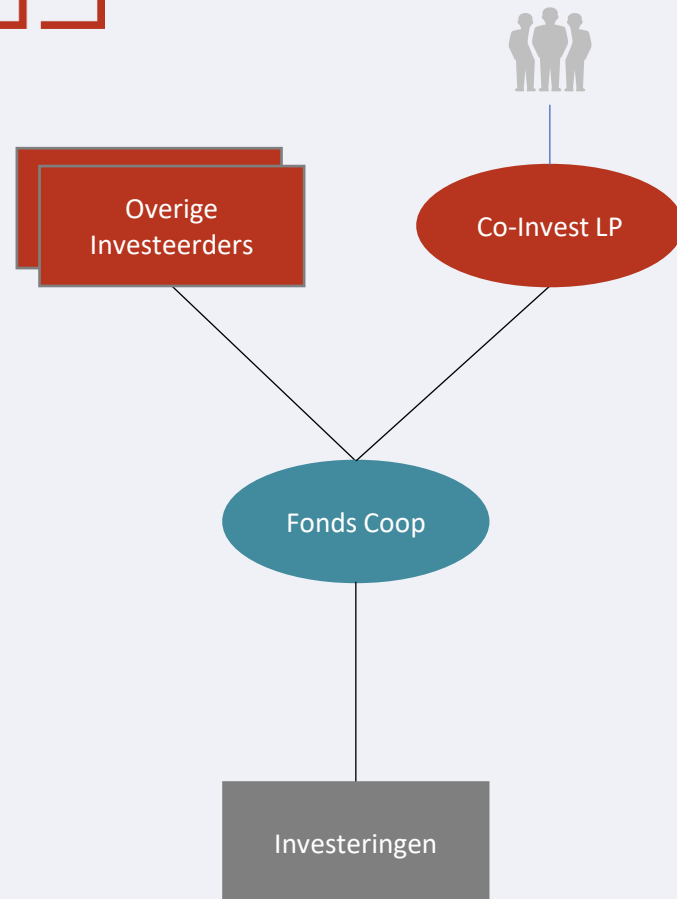 Overige
Investeerders
Co-Invest LP
Fonds Coop
Investeringen